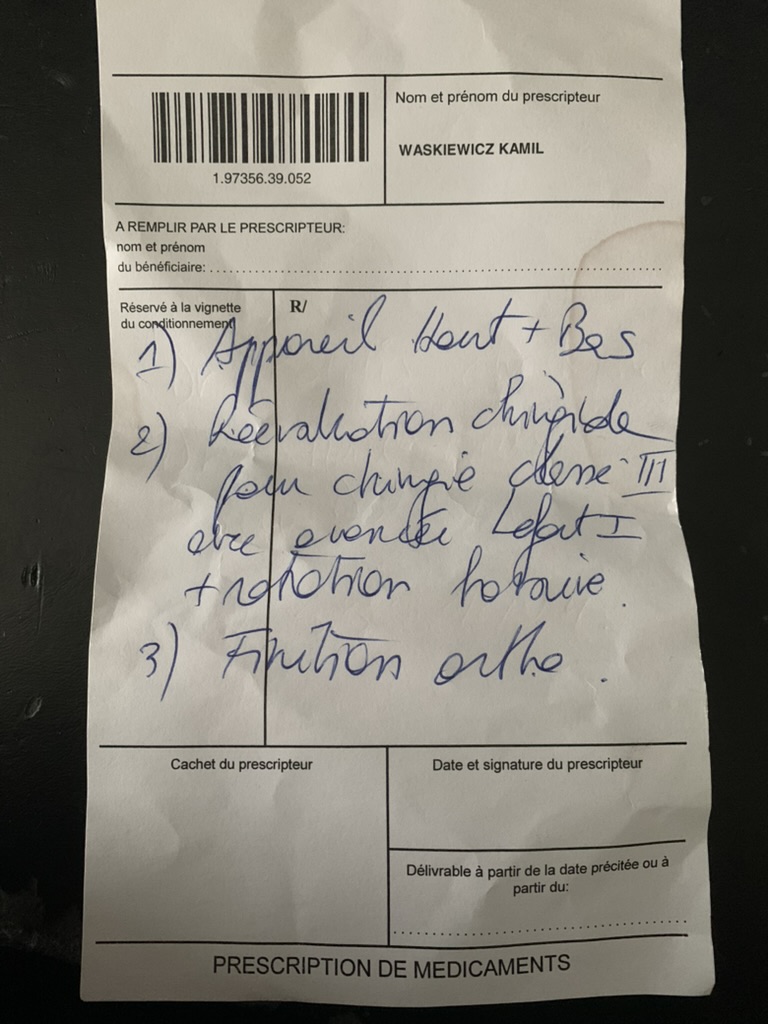 Nom et prénom du prescripteur
WASKIEWICZ KAMIL
1.97356.39.052
A REMPLIR PAR LE PRESCRIPTEUR:
nom et prénom
du bénéficiaire:
Réservé à la vignette
du conditionnement
R/
1) Appareil Haut + Bas
2) Réévaluation chirurgicale
pour chirurgie classe III
avec avancée Lefort I
+ rotation horaire.
3) Finition ortho.
Cachet du prescripteur
Date et signature du prescripteur
Délivrable à partir de la date précitée ou à
partir du:
PRESCRIPTION DE MEDICAMENTS